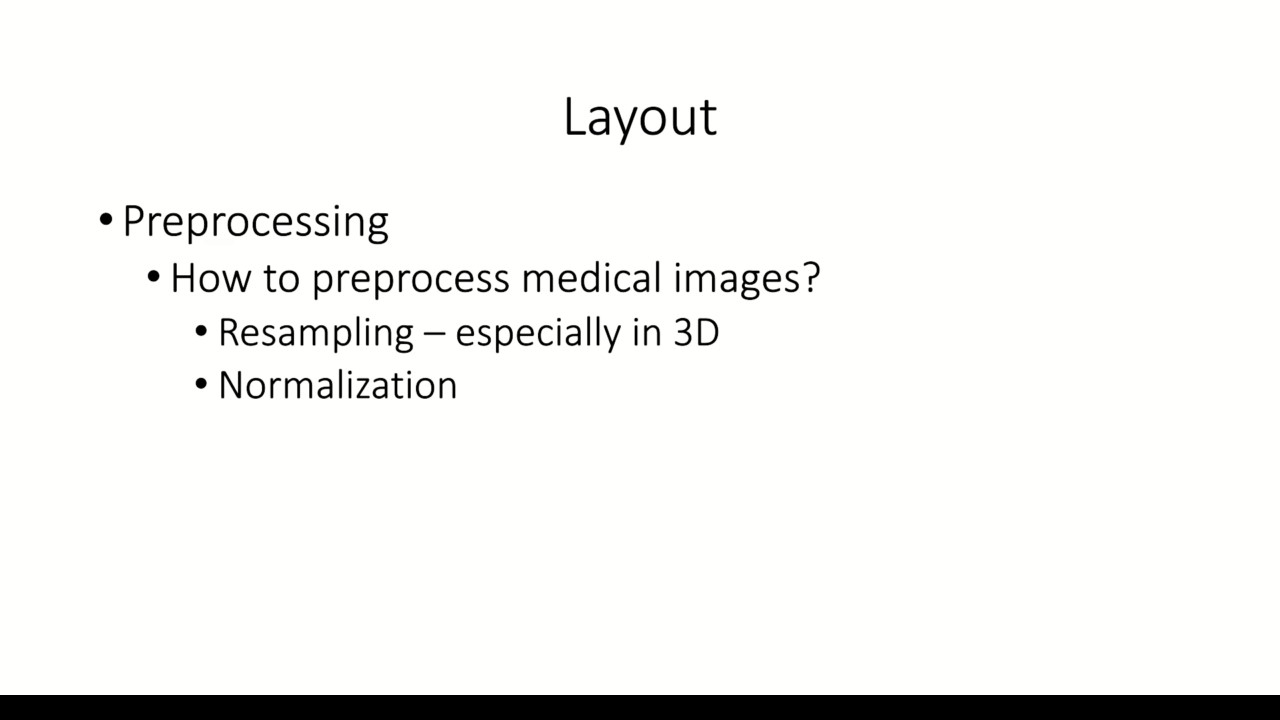 Layout
• Preprocessing
• How to preprocess medical images?
• Resampling – especially in 3D
• Normalization